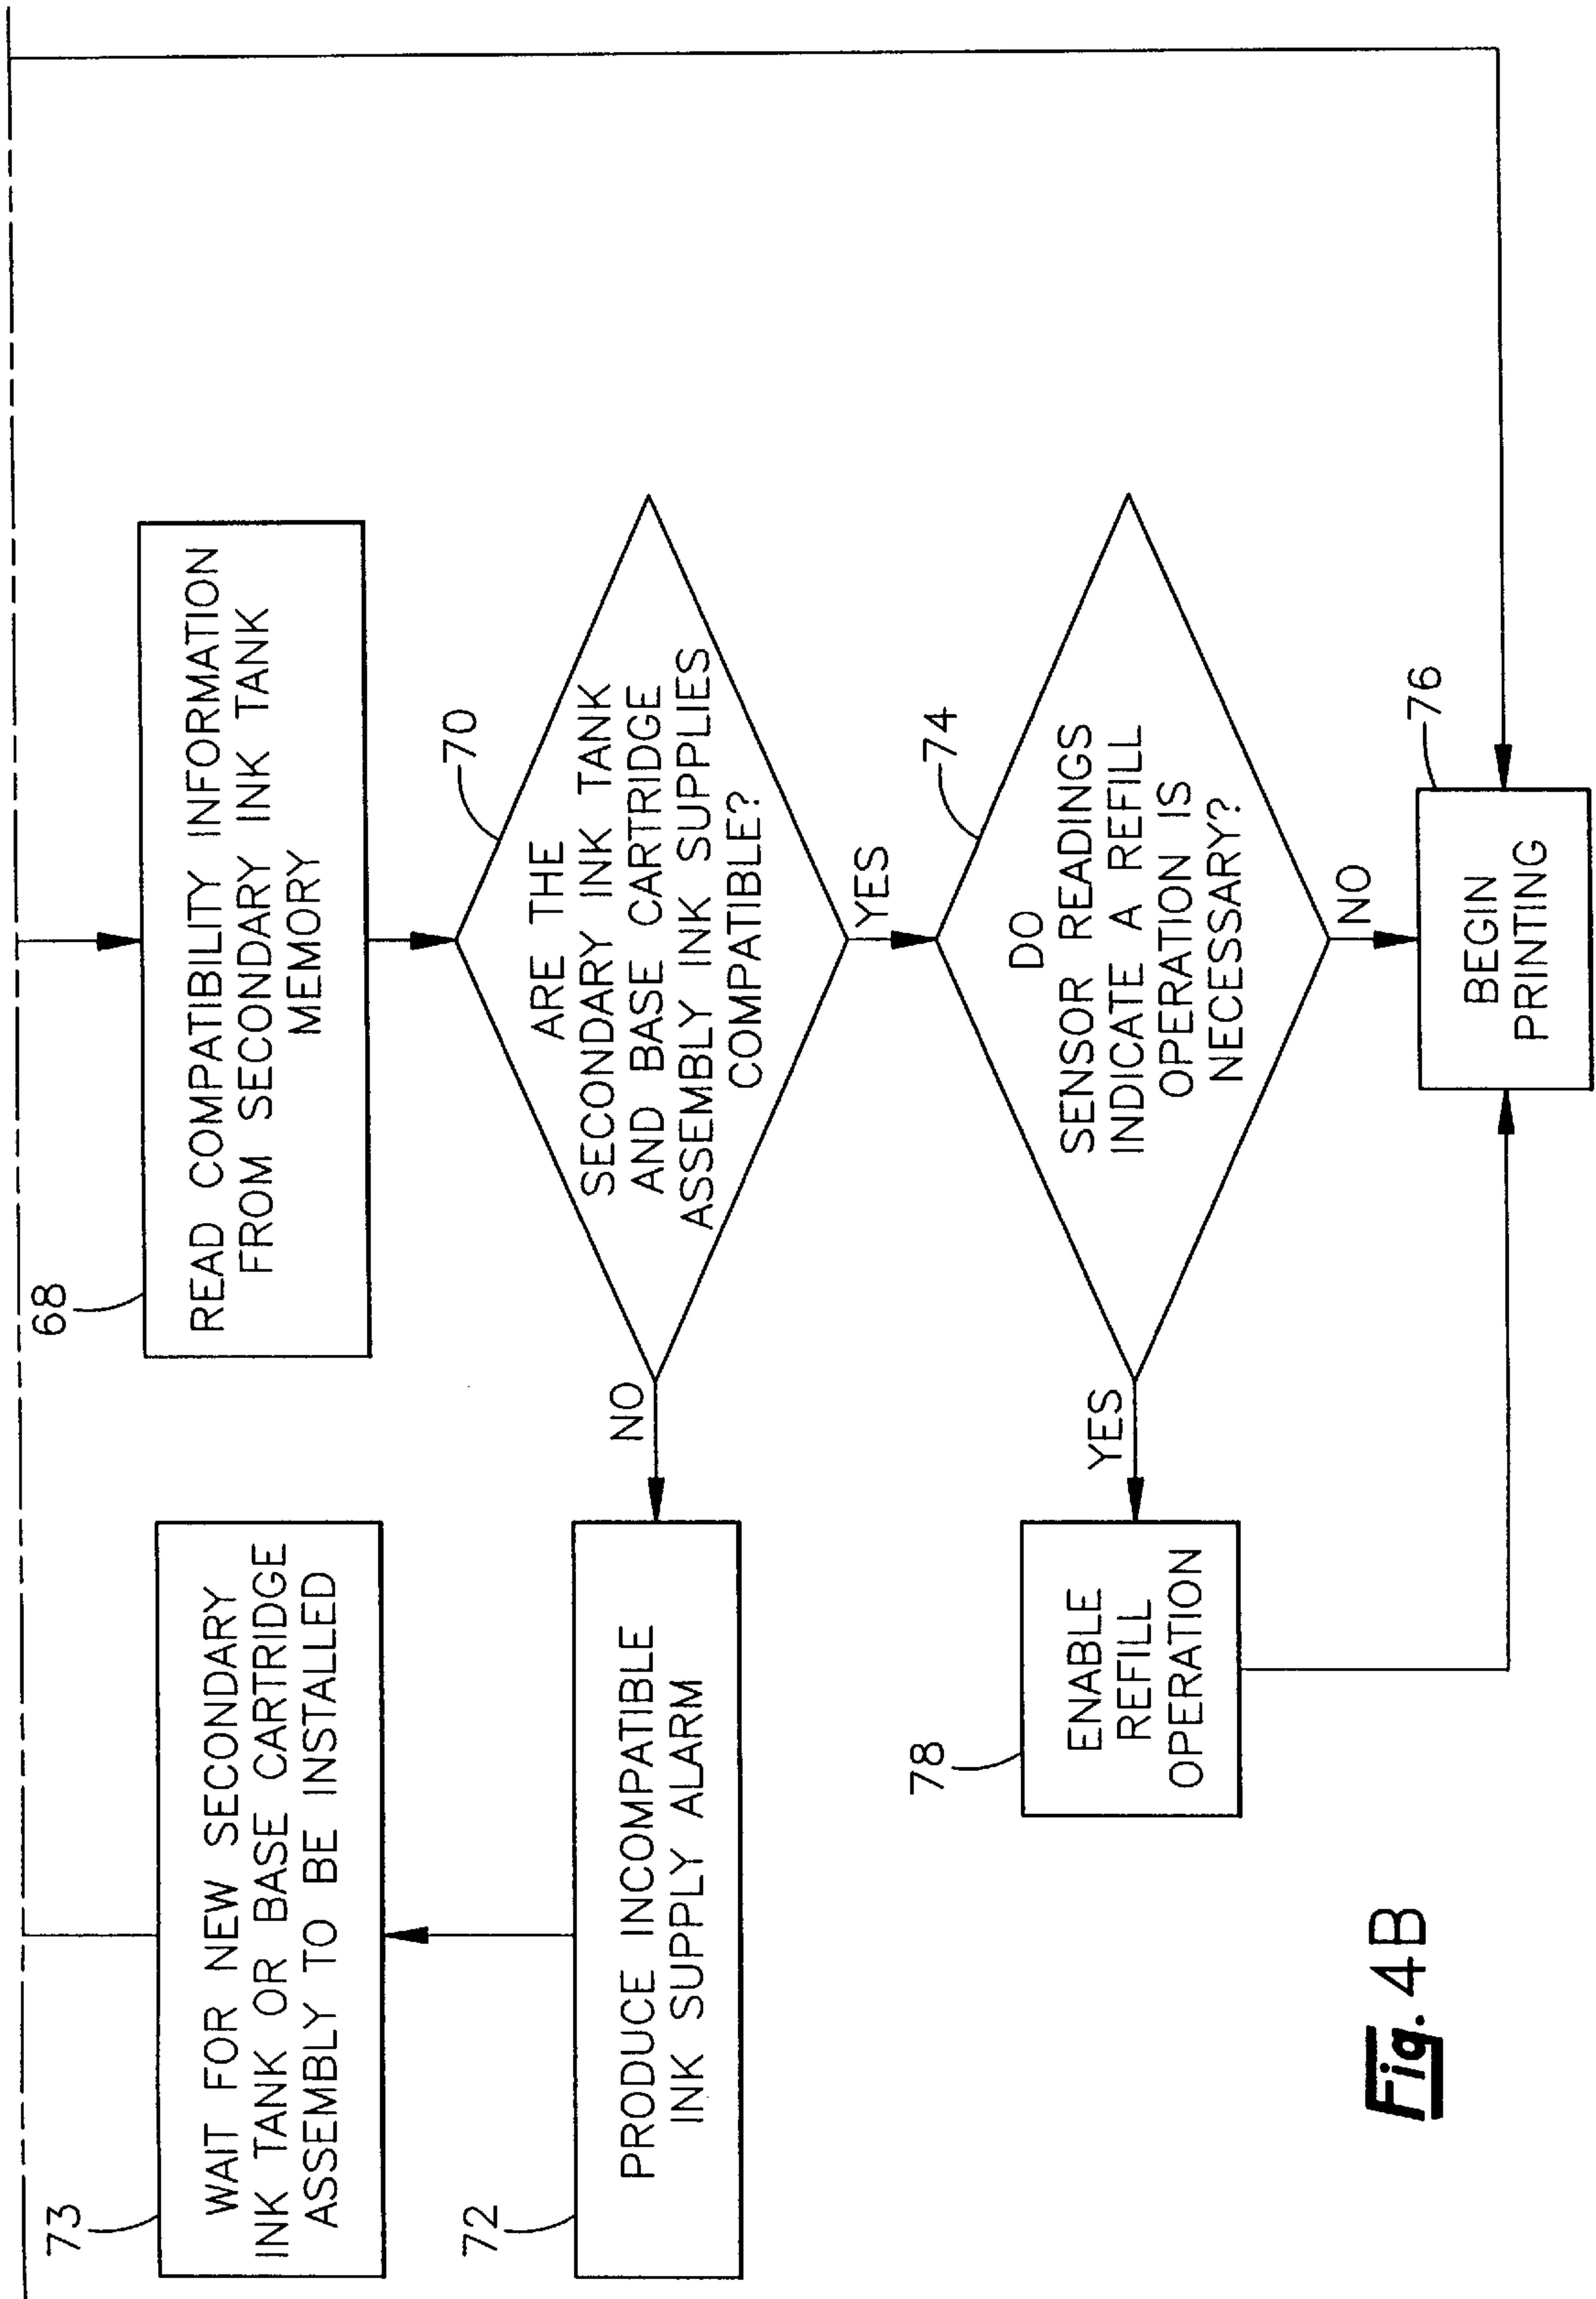 73
WAIT FOR NEW SECONDARY
INK TANK OR BASE CARTRIDGE
ASSEMBLY TO BE INSTALLED
68
READ COMPATIBILITY INFORMATION
FROM SECONDARY INK TANK
MEMORY
72
PRODUCE INCOMPATIBLE
INK SUPPLY ALARM
NO
70
ARE THE
SECONDARY INK TANK
AND BASE CARTRIDGE
ASSEMBLY INK SUPPLIES
COMPATIBLE?
YES
78
ENABLE
REFILL
OPERATION
YES
74
DO
SENSOR READINGS
INDICATE A REFILL
OPERATION IS
NECESSARY?
NO
76
BEGIN
PRINTING
Fig. 4B